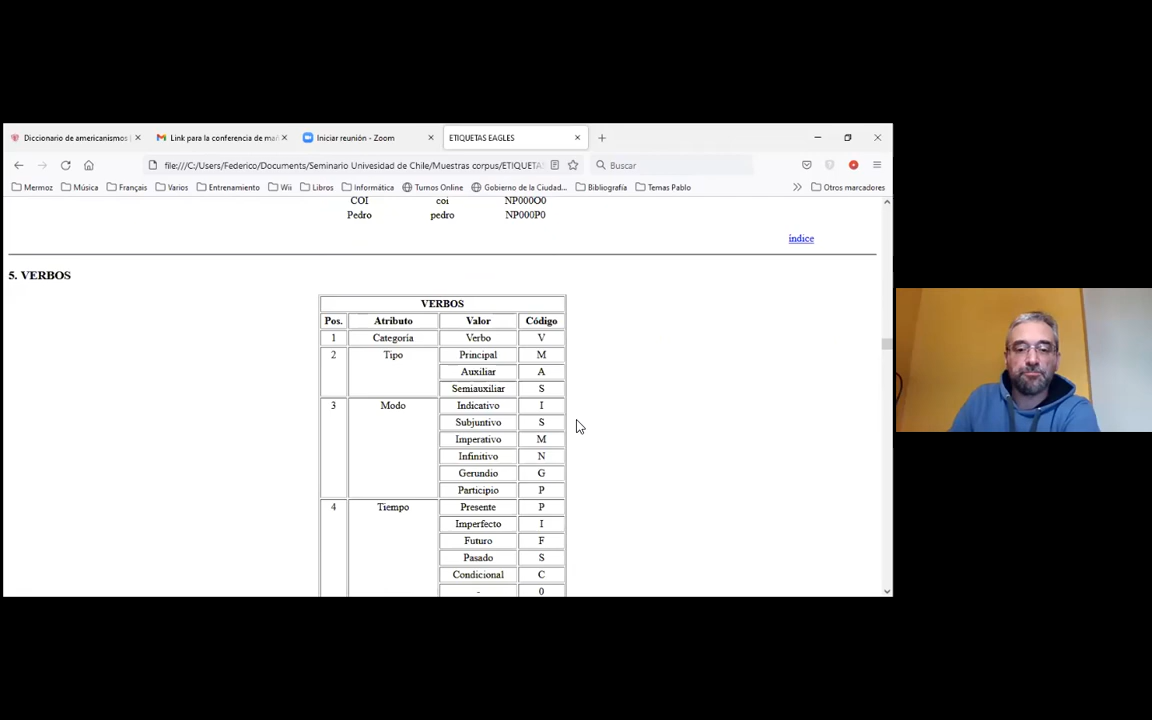 Diccionario de americanismos
Link para la conferencia de ma
Iniciar reunión - Zoom
ETIQUETAS EAGLES
file:///C:/Users/Federico/Documents/Seminario Univesidad de Chile/Muestras corpus/ETIQUETA
Buscar
Mermoz Música Français Varios Entrenamiento Wii Libros Informática Turnos Online Gobierno de la Ciudad... Bibliografía Temas Pablo Otros marcadores
COI coi NP000O0
Pedro pedro NP000P0
índice
5. VERBOS
VERBOS
Pos. Atributo Valor Código
1 Categoría Verbo V
2 Tipo Principal M
Auxiliar A
Semiauxiliar S
3 Modo Indicativo I
Subjuntivo S
Imperativo M
Infinitivo N
Gerundio G
Participio P
4 Tiempo Presente P
Imperfecto I
Futuro F
Pasado S
Condicional C
- 0